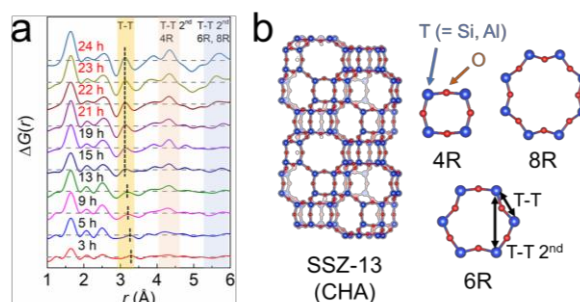 a
T-T
T-T 2nd
4R
T-T 2nd
6R, 8R
24 h
23 h
22 h
21 h
19 h
15 h
13 h
9 h
5 h
3 h
ΔG(r)
1 2 3 4 5 6
r (Å)
b
T (= Si, Al)
O
4R
8R
T-T
T-T 2nd
6R
SSZ-13
(CHA)